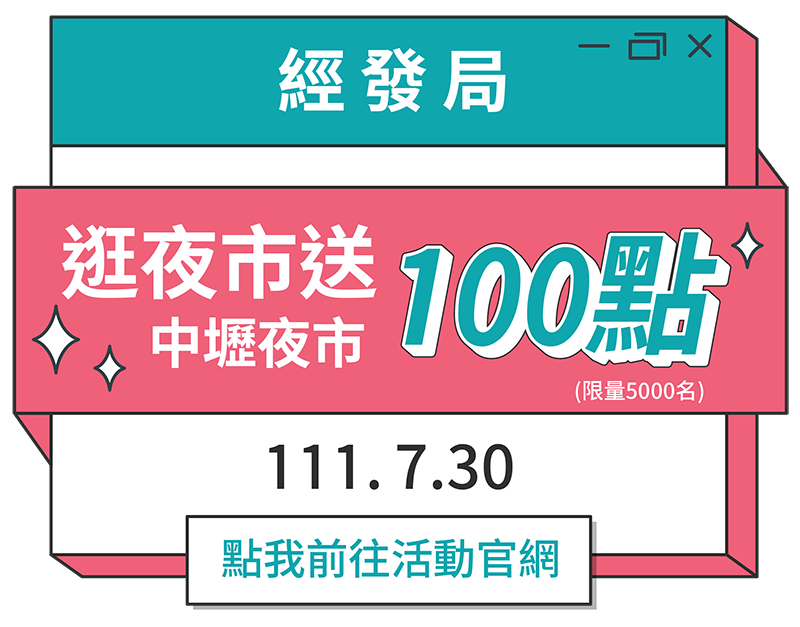 經發局
逛夜市送
中壢夜市
100點
(限量5000名)
111. 7.30
點我前往活動官網